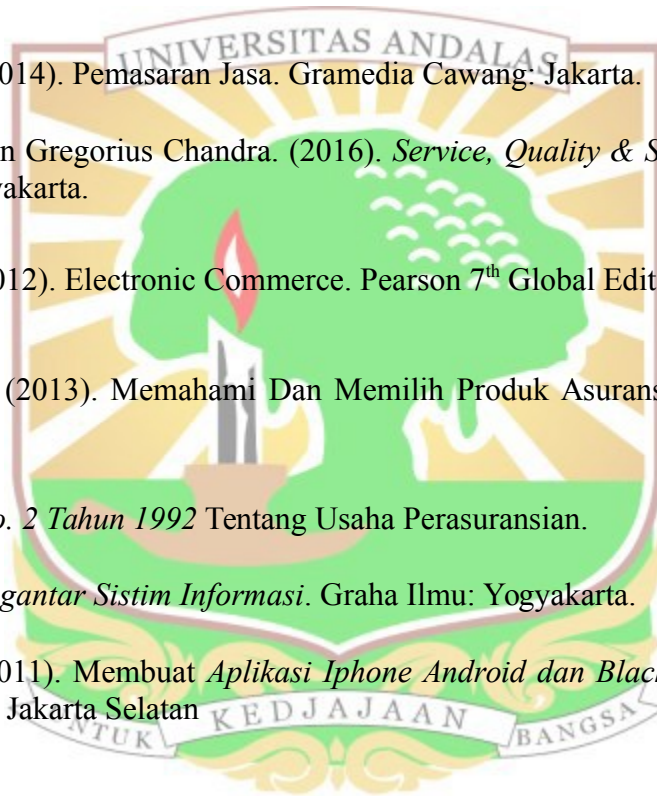 UNIVERSITAS ANDALAS
014). Pemasaran Jasa. Gramedia Cawang: Jakarta.
n Gregorius Chandra. (2016). Service, Quality & S
yakarta.
012). Electronic Commerce. Pearson 7th Global Edit
(2013). Memahami Dan Memilih Produk Asurans
o. 2 Tahun 1992 Tentang Usaha Perasuransian.
gantar Sistim Informasi. Graha Ilmu: Yogyakarta.
011). Membuat Aplikasi Iphone Android dan Blac
Jakarta Selatan
NTUK KEDJAJAAN BANGSA